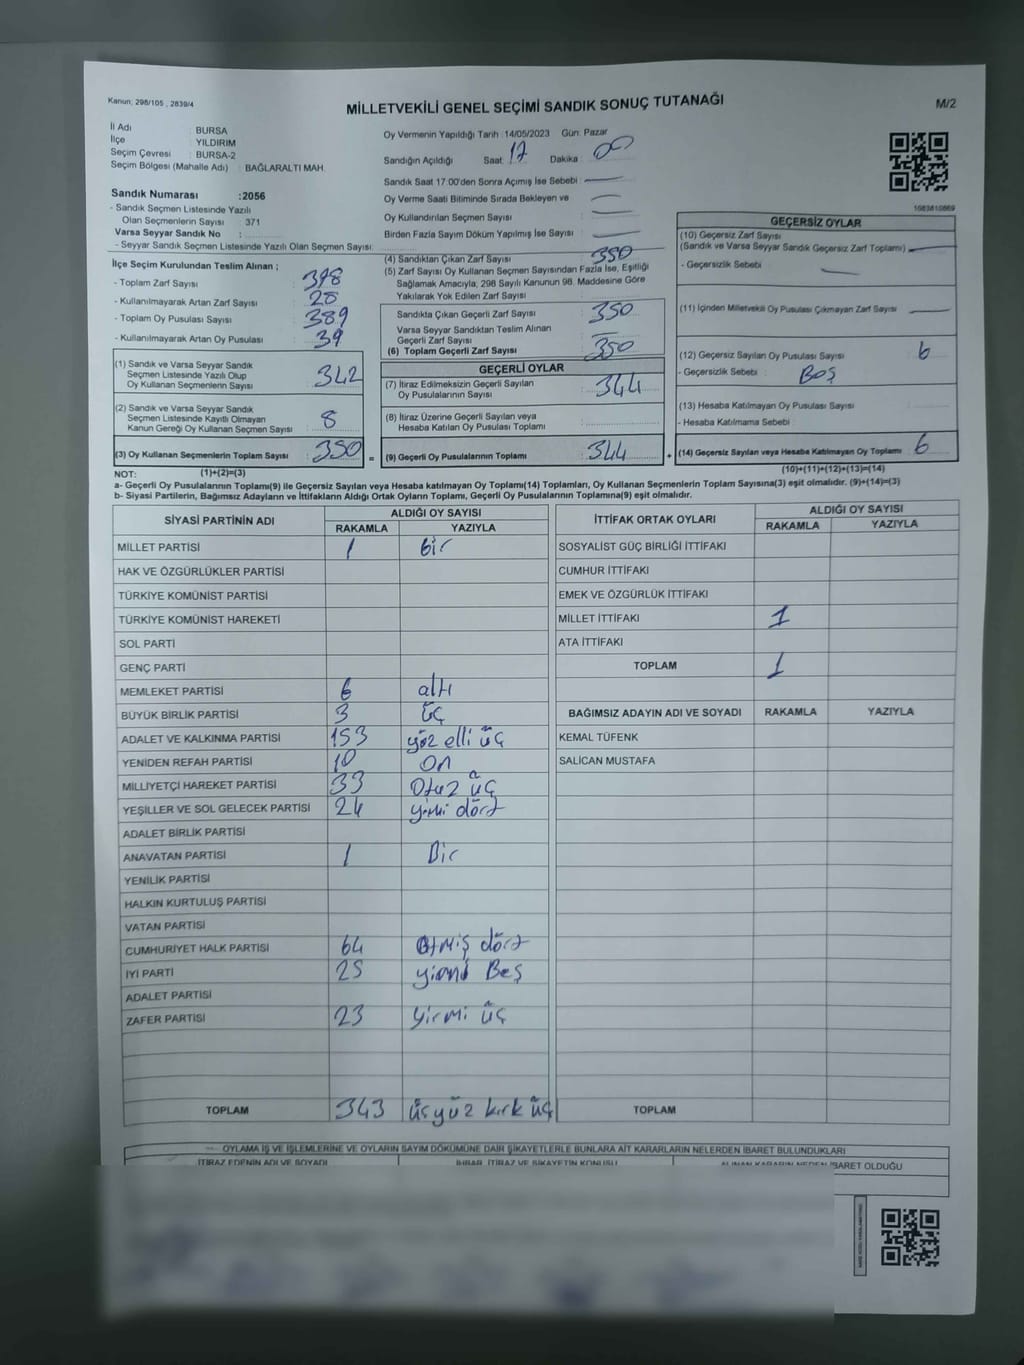 Kanun; 298/105 , 2839/4
MİLLETVEKİLİ GENEL SEÇİMİ SANDIK SONUÇ TUTANAĞI
M/2
İl Adı : BURSA
İlçe : YILDIRIM
Seçim Çevresi : BURSA-2
Seçim Bölgesi (Mahalle Adı) : BAĞLARALTI MAH.
Sandık Numarası :2056
- Sandık Seçmen Listesinde Yazılı
Olan Seçmenlerin Sayısı : 371
Varsa Seyyar Sandık No :
- Seyyar Sandık Seçmen Listesinde Yazılı Olan Seçmen Sayısı:
Oy Vermenin Yapıldığı Tarih :14/05/2023 Gün: Pazar
Sandığın Açıldığı Saat 17 Dakika 00
Sandık Saat 17.00'den Sonra Açımış İse Sebebi :
Oy Verme Saati Bitiminde Sırada Bekleyen ve
Oy Kullandırılan Seçmen Sayısı :
Birden Fazla Sayım Döküm Yapılmış İse Sayısı :
1083810869
İlçe Seçim Kurulundan Teslim Alınan ;
- Toplam Zarf Sayısı : 378
- Kullanılmayarak Artan Zarf Sayısı : 28
- Toplam Oy Pusulası Sayısı : 389
- Kullanılmayarak Artan Oy Pusulası : 39
(1) Sandık ve Varsa Seyyar Sandık
Seçmen Listesinde Yazılı Olup
Oy Kullanan Seçmenlerin Sayısı : 342
(2) Sandık ve Varsa Seyyar Sandık
Seçmen Listesinde Kayıtlı Olmayan
Kanun Gereği Oy Kullanan Seçmen Sayısı : 8
(3) Oy Kullanan Seçmenlerin Toplam Sayısı : 350
(4) Sandıktan Çıkan Zarf Sayısı : 350
(5) Zarf Sayısı Oy Kullanan Seçmen Sayısından Fazla İse, Eşitliği
Sağlamak Amacıyla, 298 Sayılı Kanunun 98. Maddesine Göre
Yakılarak Yok Edilen Zarf Sayısı :
Sandıkta Çıkan Geçerli Zarf Sayısı : 350
Varsa Seyyar Sandıktan Teslim Alınan
Geçerli Zarf Sayısı :
(6) Toplam Geçerli Zarf Sayısı : 350
GEÇERLİ OYLAR
(7) İtiraz Edilmeksizin Geçerli Sayılan
Oy Pusulalarının Sayısı : 344
(8) İtiraz Üzerine Geçerli Sayılan veya
Hesaba Katılan Oy Pusulası Toplamı :
= (9) Geçerli Oy Pusulalarının Toplamı : 344 +
GEÇERSİZ OYLAR
(10) Geçersiz Zarf Sayısı
(Sandık ve Varsa Seyyar Sandık Geçersiz Zarf Toplamı)
- Geçersizlik Sebebi :
(11) İçinden Milletvekili Oy Pusulası Çıkmayan Zarf Sayısı :
(12) Geçersiz Sayılan Oy Pusulası Sayısı : 6
- Geçersizlik Sebebi : Boş
(13) Hesaba Katılmayan Oy Pusulası Sayısı :
- Hesaba Katılmama Sebebi :
(14) Geçersiz Sayılan veya Hesaba Katılmayan Oy Toplamı : 6
NOT: (1)+(2)=(3)
(10)+(11)+(12)+(13)=(14)
a- Geçerli Oy Pusulasının Toplamı(9) ile Geçersiz Sayılan veya Hesaba katılmayan Oy Toplamı(14) Toplamları, Oy Kullanan Seçmenlerin Toplam Sayısına(3) eşit olmalıdır. (9)+(14)=(3)
b- Siyasi Partilerin, Bağımsız Adayların ve İttifakların Aldığı Ortak Oyların Toplamı, Geçerli Oy Pusulalarının Toplamına(9) eşit olmalıdır.
SİYASİ PARTİNİN ADI ALDIĞI OY SAYISI
RAKAMLA YAZIYLA
MİLLET PARTİSİ 1 bir
HAK VE ÖZGÜRLÜKLER PARTİSİ
TÜRKİYE KOMÜNİST PARTİSİ
TÜRKİYE KOMÜNİST HAREKETİ
SOL PARTİ
GENÇ PARTİ
MEMLEKET PARTİSİ 6 altı
BÜYÜK BİRLİK PARTİSİ 3 üç
ADALET VE KALKINMA PARTİSİ 153 yüz elli üç
YENİDEN REFAH PARTİSİ 10 On
MİLLİYETÇİ HAREKET PARTİSİ 33 Otuz üç
YEŞİLLER VE SOL GELECEK PARTİSİ 24 yirmi dört
ADALET BİRLİK PARTİSİ
ANAVATAN PARTİSİ 1 Bir
YENİLİK PARTİSİ
HALKIN KURTULUŞ PARTİSİ
VATAN PARTİSİ
CUMHURİYET HALK PARTİSİ 64 Atmış dört
İYİ PARTİ 25 yirmi Beş
ADALET PARTİSİ
ZAFER PARTİSİ 23 yirmi üç
TOPLAM 343 üçyüz kırk üç
İTTİFAK ORTAK OYLARI ALDIĞI OY SAYISI
RAKAMLA YAZIYLA
SOSYALİST GÜÇ BİRLİĞİ İTTİFAKI
CUMHUR İTTİFAKI
EMEK VE ÖZGÜRLÜK İTTİFAKI
MİLLET İTTİFAKI 1
ATA İTTİFAKI
TOPLAM 1
BAĞIMSIZ ADAYIN ADI VE SOYADI RAKAMLA YAZIYLA
KEMAL TÜFENK
SALİCAN MUSTAFA
TOPLAM
OYLAMA İŞ VE İŞLEMLERİNE VE OYLARIN SAYIM DÖKÜMÜNE DAİR ŞİKAYETLERLE BUNLARA AİT KARARLARIN NELERDEN İBARET BULUNDUKLARI
İTİRAZ EDENİN ADI VE SOYADI İHBAR, İTİRAZ VE ŞİKAYETİN KONUSU ALINAN KARARIN NEDEN İBARET OLDUĞU